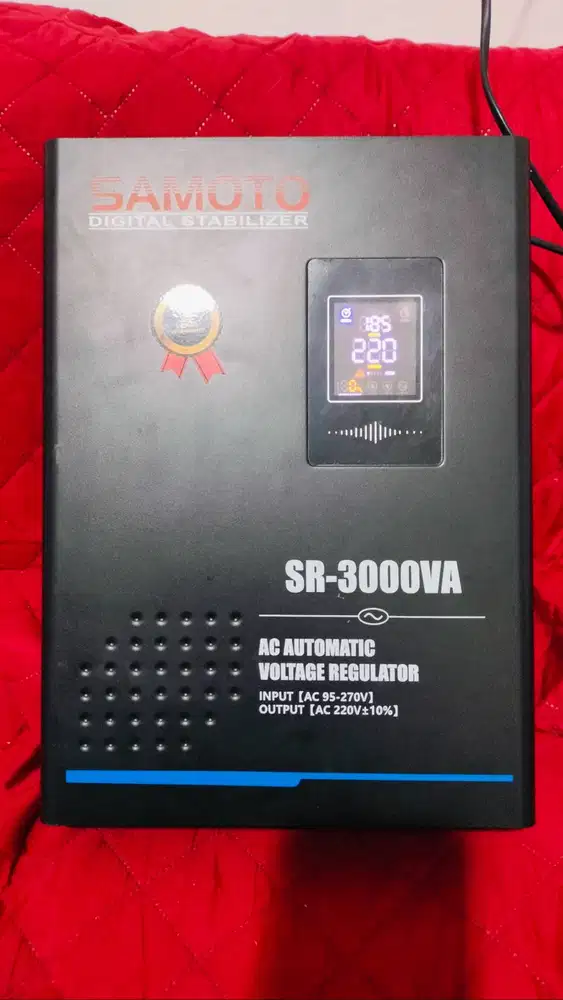 SAMOTO
DIGITAL STABILIZER
185
220
SR-3000VA
AC AUTOMATIC
VOLTAGE REGULATOR
INPUT [AC 95-270V]
OUTPUT [AC 220V±10%]